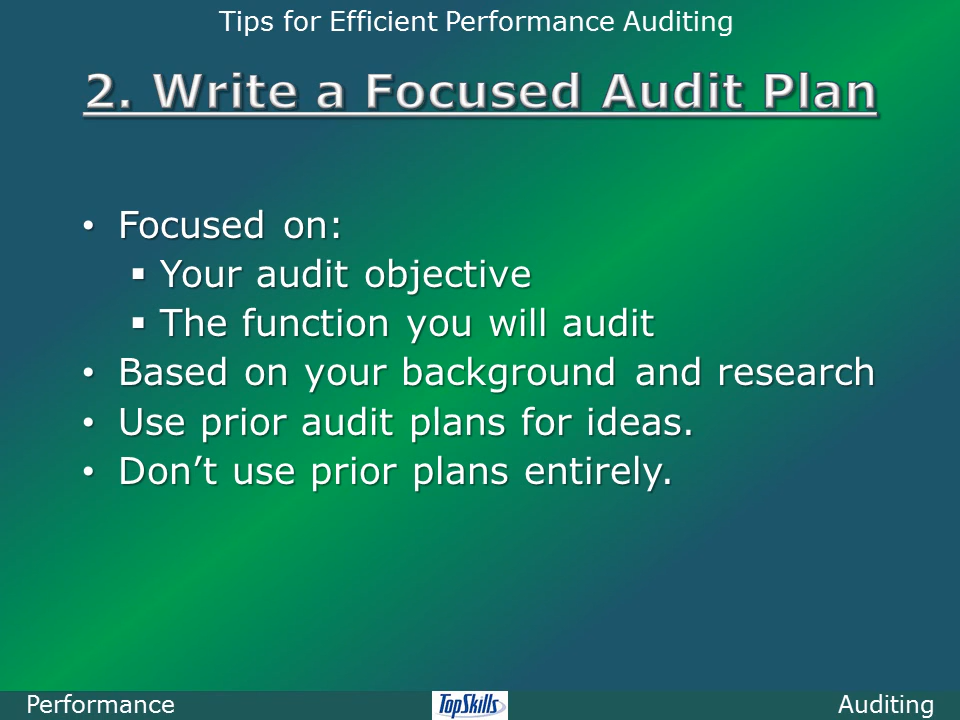 Tips for Efficient Performance Auditing
2. Write a Focused Audit Plan
• Focused on:
▪ Your audit objective
▪ The function you will audit
• Based on your background and research
• Use prior audit plans for ideas.
• Don’t use prior plans entirely.
Performance TopSkills Auditing